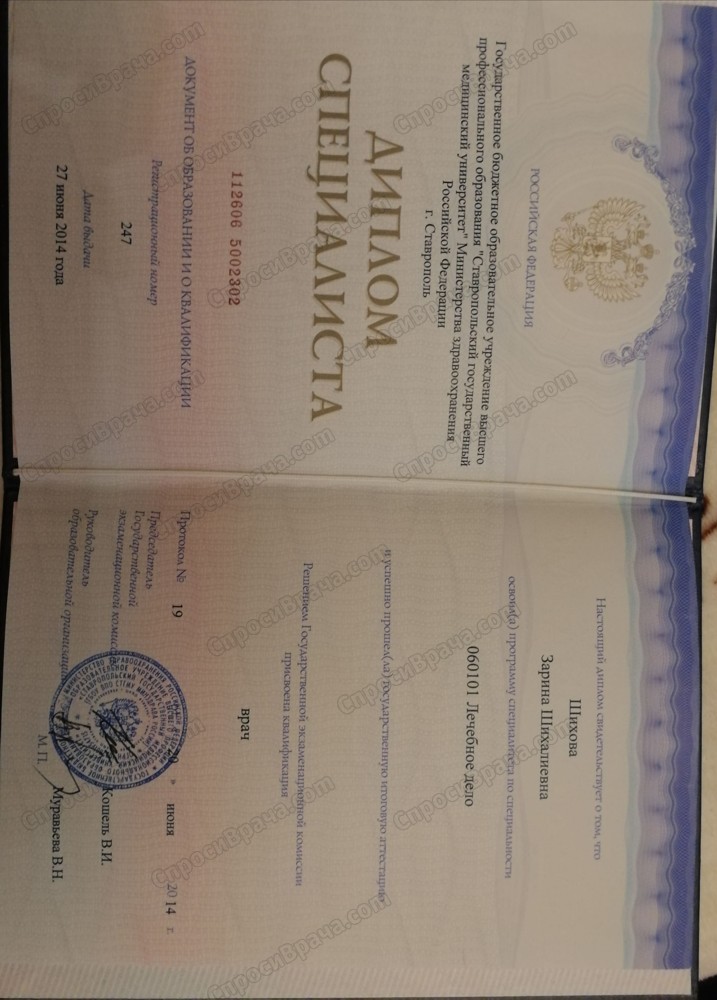 РОССИЙСКАЯ ФЕДЕРАЦИЯ
Государственное бюджетное образовательное учреждение высшего
профессионального образования "Ставропольский государственный
медицинский университет" Министерства здравоохранения
Российской Федерации
г. Ставрополь
ДИПЛОМ
СПЕЦИАЛИСТА
112606 5002302
ДОКУМЕНТ ОБ ОБРАЗОВАНИИ И О КВАЛИФИКАЦИИ
Регистрационный номер
247
Дата выдачи
27 июня 2014 года
Настоящий диплом свидетельствует о том, что
Шихова
Зарина Шихалиевна
освоил(а) программу специалитета по специальности
060101 Лечебное дело
и успешно прошел(ла) государственную итоговую аттестацию
Решением Государственной экзаменационной комиссии
присвоена квалификация
врач
Протокол № 19 » июня 2014 г.
Председатель
Государственной
экзаменационной комиссии
Кошель В.И.
Руководитель
образовательной организации
Муравьева В.Н.
М.П.
СпросиВрача.com